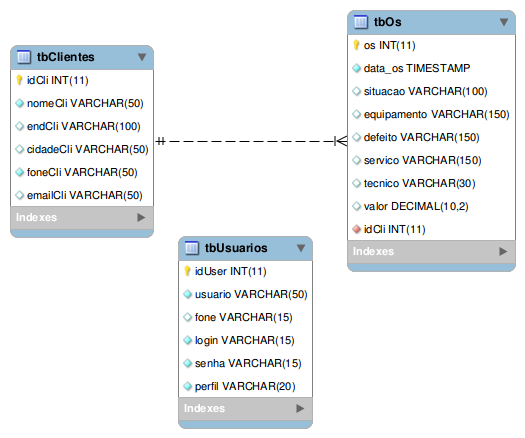 tbClientes
idCli INT(11)
nomeCli VARCHAR(50)
endCli VARCHAR(100)
cidadeCli VARCHAR(50)
foneCli VARCHAR(50)
emailCli VARCHAR(50)
Indexes
tbOs
os INT(11)
data_os TIMESTAMP
situacao VARCHAR(100)
equipamento VARCHAR(150)
defeito VARCHAR(150)
servico VARCHAR(150)
tecnico VARCHAR(30)
valor DECIMAL(10,2)
idCli INT(11)
Indexes
tbUsuarios
idUser INT(11)
usuario VARCHAR(50)
fone VARCHAR(15)
login VARCHAR(15)
senha VARCHAR(15)
perfil VARCHAR(20)
Indexes